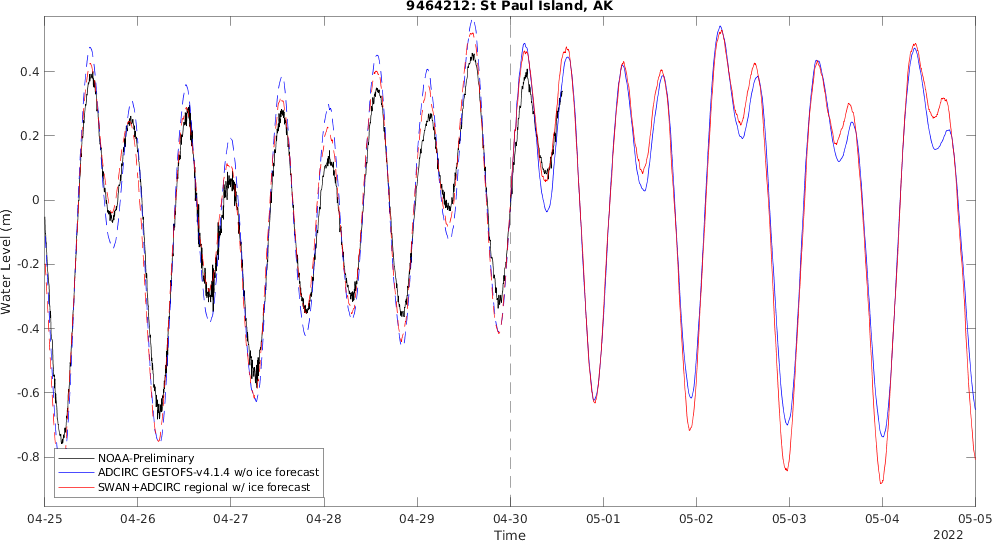 9464212: St Paul Island, AK
Water Level (m)
0.4
0.2
0
-0.2
-0.4
-0.6
-0.8
NOAA-Preliminary
ADCIRC GESTOFS-v4.1.4 w/o ice forecast
SWAN+ADCIRC regional w/ ice forecast
04-25 04-26 04-27 04-28 04-29 04-30 05-01 05-02 05-03 05-04 05-05
Time
2022